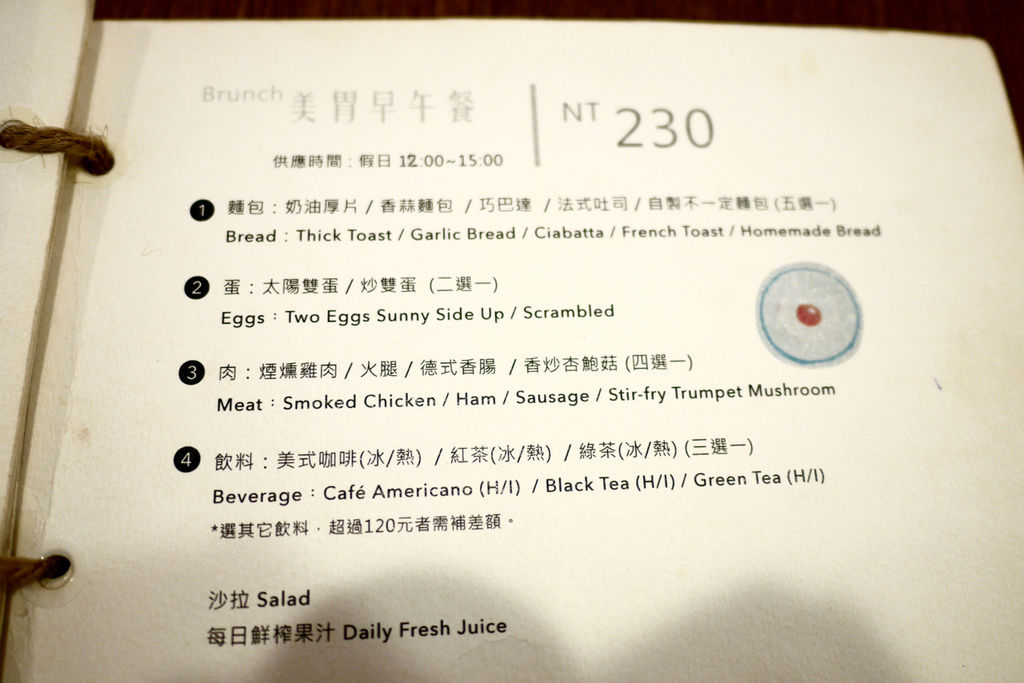 Brunch 美胃早午餐 NT 230
供應時間：假日 12:00~15:00
1 麵包：奶油厚片 / 香蒜麵包 / 巧巴達 / 法式吐司 / 自製不一定麵包 (五選一)
Bread：Thick Toast / Garlic Bread / Ciabatta / French Toast / Homemade Bread
2 蛋：太陽雙蛋 / 炒雙蛋 (二選一)
Eggs：Two Eggs Sunny Side Up / Scrambled
3 肉：煙燻雞肉 / 火腿 / 德式香腸 / 香炒杏鮑菇 (四選一)
Meat：Smoked Chicken / Ham / Sausage / Stir-fry Trumpet Mushroom
4 飲料：美式咖啡(冰/熱) / 紅茶(冰/熱) / 綠茶(冰/熱) (三選一)
Beverage：Café Americano (H/I) / Black Tea (H/I) / Green Tea (H/I)
*選其它飲料，超過120元者需補差額。
沙拉 Salad
每日鮮榨果汁 Daily Fresh Juice